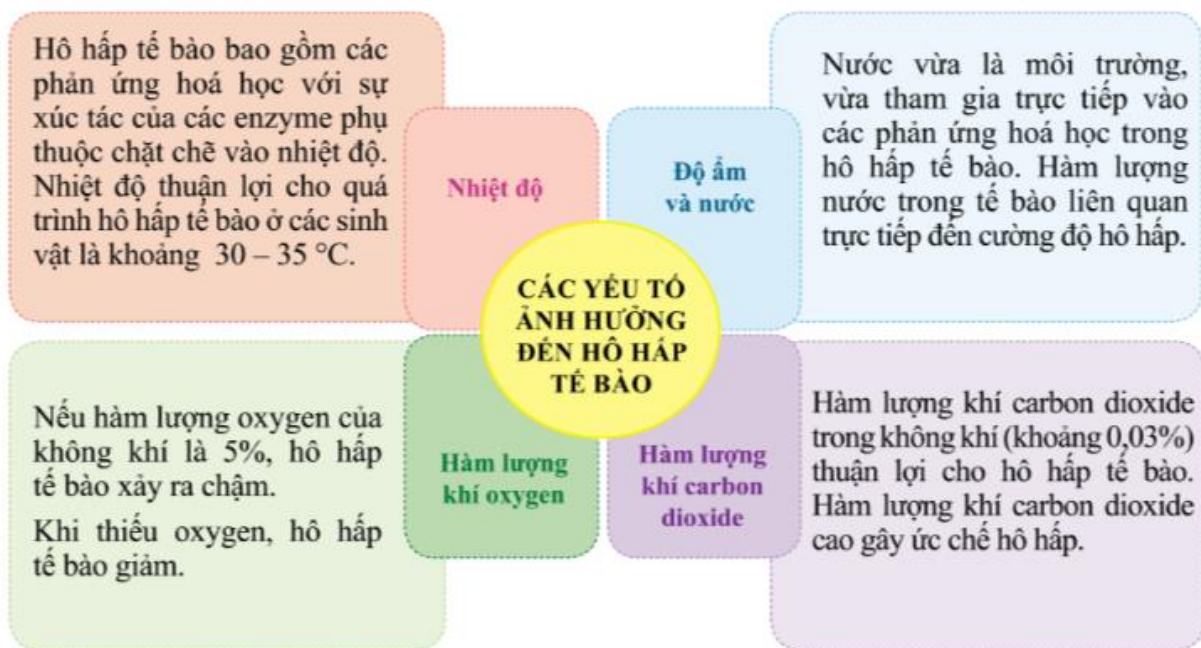 Hô hấp tế bào bao gồm các
phản ứng hoá học với sự
xúc tác của các enzyme phụ
thuộc chặt chẽ vào nhiệt độ.
Nhiệt độ thuận lợi cho quá
trình hô hấp tế bào ở các sinh
vật là khoảng 30 – 35 °C.
Nhiệt độ
Độ ẩm
và nước
Nước vừa là môi trường,
vừa tham gia trực tiếp vào
các phản ứng hoá học trong
hô hấp tế bào. Hàm lượng
nước trong tế bào liên quan
trực tiếp đến cường độ hô hấp.
CÁC YẾU TỐ
ẢNH HƯỞNG
ĐẾN HÔ HẤP
TẾ BÀO
Nếu hàm lượng oxygen của
không khí là 5%, hô hấp
tế bào xảy ra chậm.
Khi thiếu oxygen, hô hấp
tế bào giảm.
Hàm lượng
khí oxygen
Hàm lượng
khí carbon
dioxide
Hàm lượng khí carbon dioxide
trong không khí (khoảng 0,03%)
thuận lợi cho hô hấp tế bào.
Hàm lượng khí carbon dioxide
cao gây ức chế hô hấp.